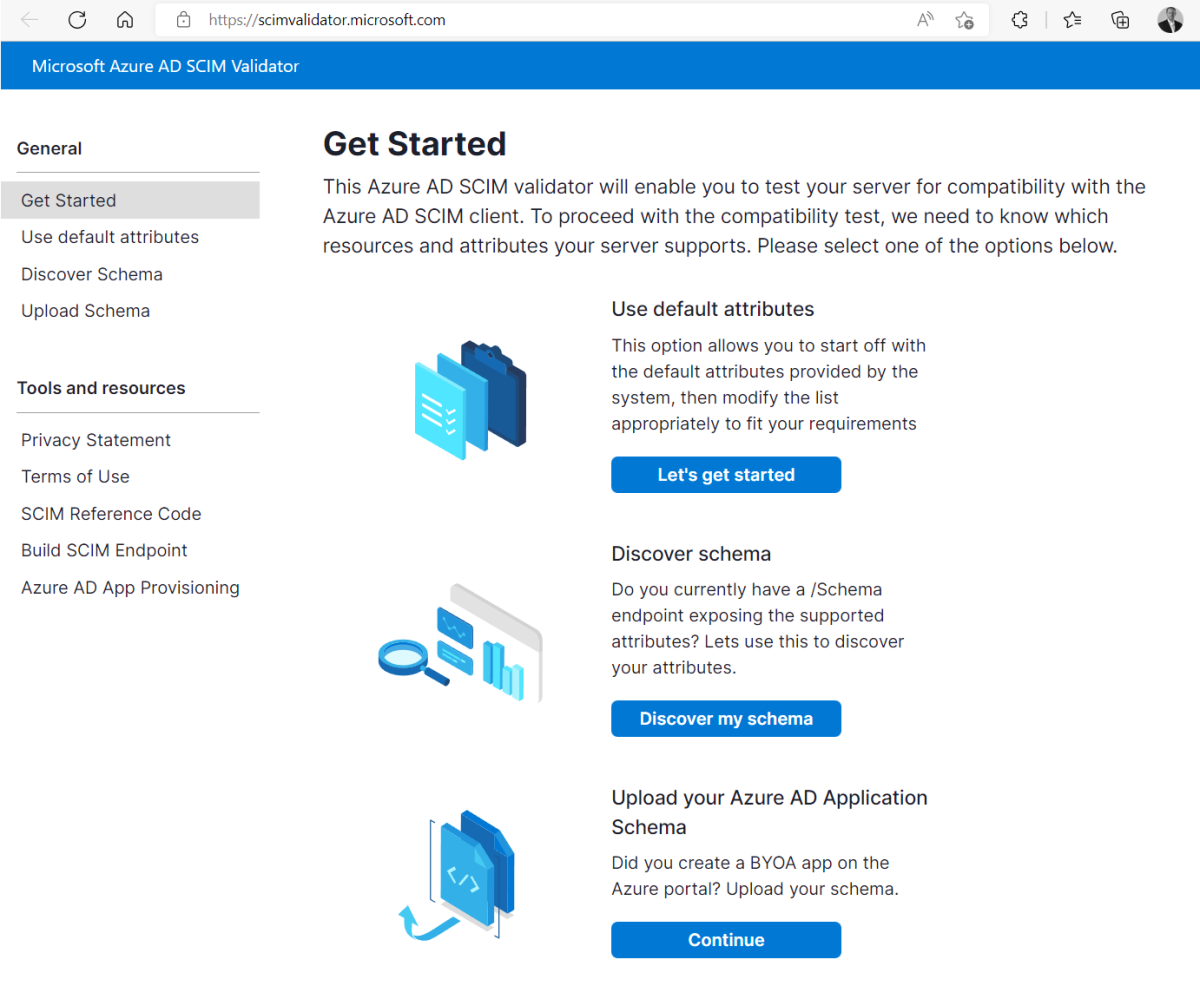 https://scimvalidator.microsoft.com
Microsoft Azure AD SCIM Validator
General
Get Started
Use default attributes
Discover Schema
Upload Schema
Tools and resources
Privacy Statement
Terms of Use
SCIM Reference Code
Build SCIM Endpoint
Azure AD App Provisioning
Get Started
This Azure AD SCIM validator will enable you to test your server for compatibility with the
Azure AD SCIM client. To proceed with the compatibility test, we need to know which
resources and attributes your server supports. Please select one of the options below.
Use default attributes
This option allows you to start off with
the default attributes provided by the
system, then modify the list
appropriately to fit your requirements
Let's get started
Discover schema
Do you currently have a /Schema
endpoint exposing the supported
attributes? Lets use this to discover
your attributes.
Discover my schema
Upload your Azure AD Application
Schema
Did you create a BYOA app on the
Azure portal? Upload your schema.
</>
Continue